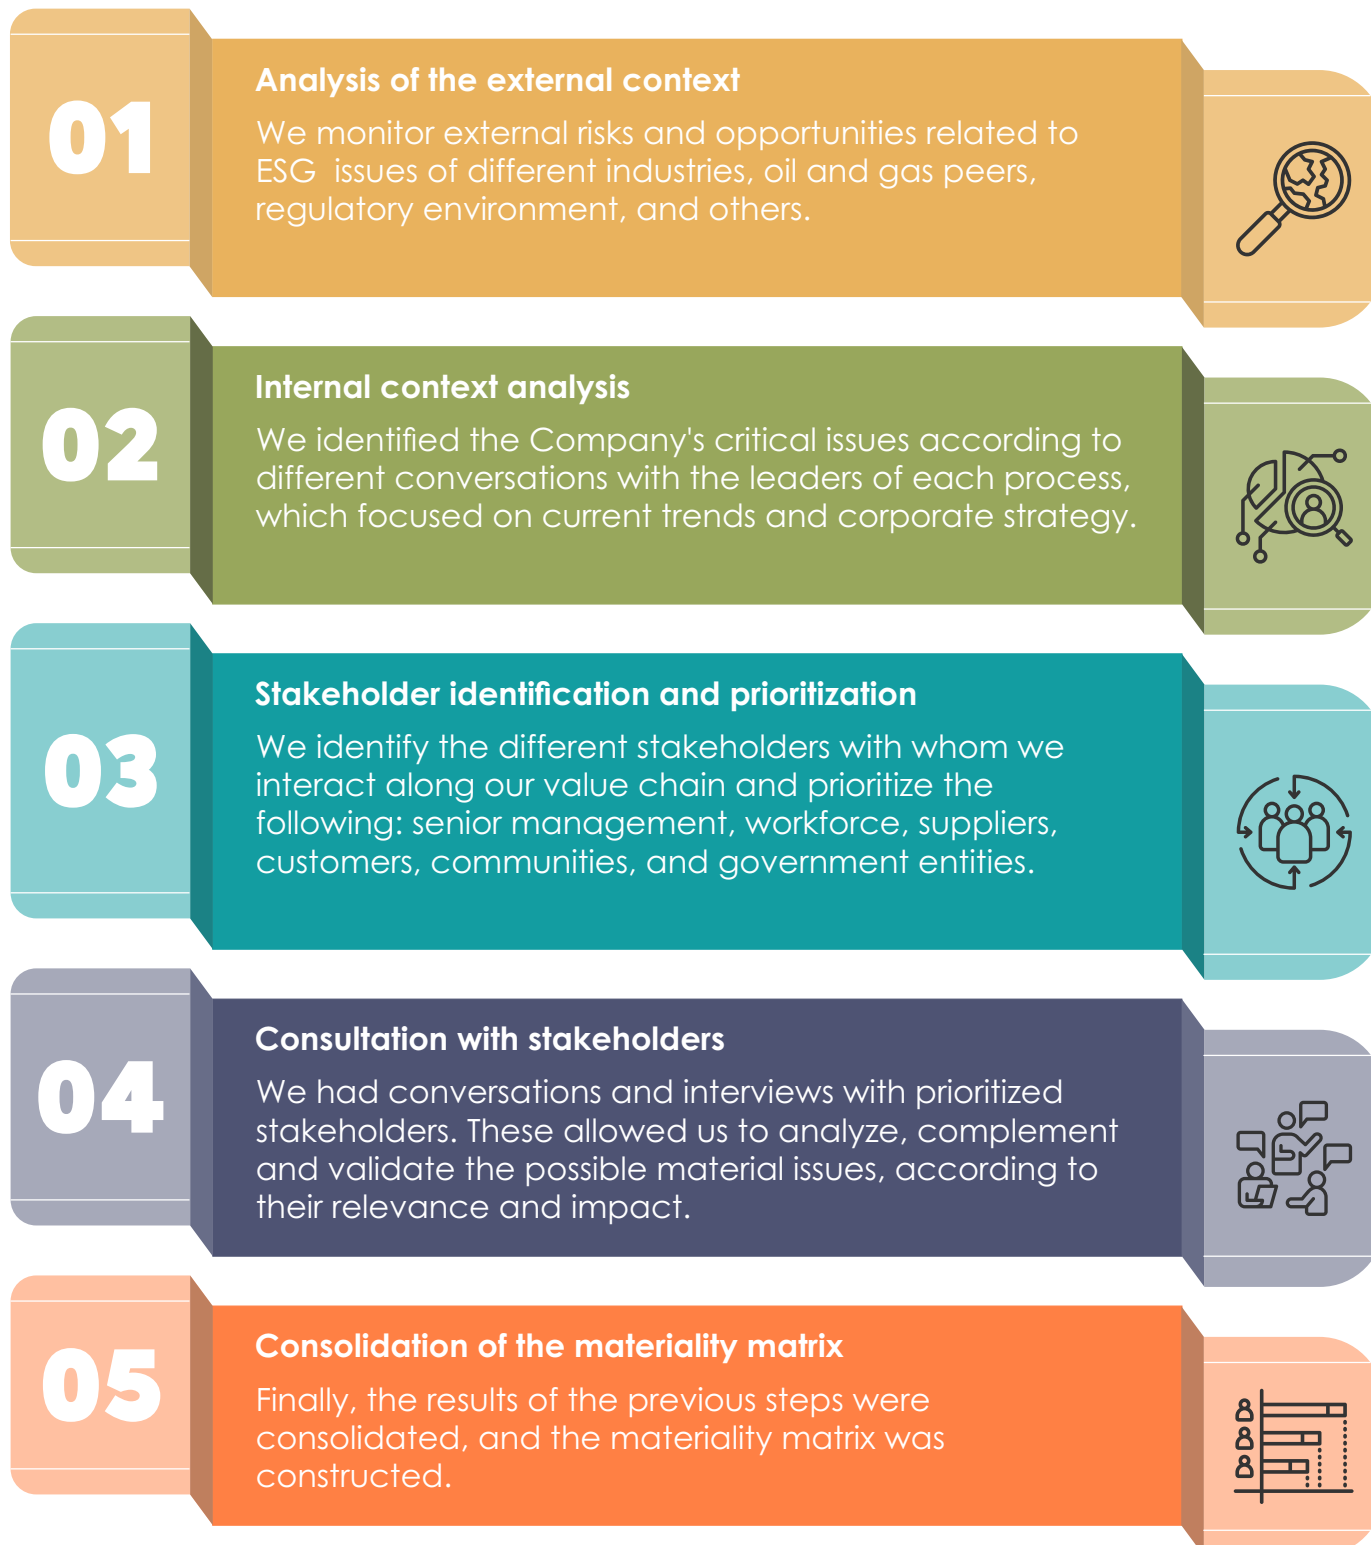 01
Analysis of the external context
We monitor external risks and opportunities related to
ESG  issues of different industries, oil and gas peers,
regulatory environment, and others.
02
Internal context analysis
We identified the Company's critical issues according to
different conversations with the leaders of each process,
which focused on current trends and corporate strategy.
03
Stakeholder identification and prioritization
We identify the different stakeholders with whom we
interact along our value chain and prioritize the
following: senior management, workforce, suppliers,
customers, communities, and government entities.
04
Consultation with stakeholders
We had conversations and interviews with prioritized
stakeholders. These allowed us to analyze, complement
and validate the possible material issues, according to
their relevance and impact.
05
Consolidation of the materiality matrix
Finally, the results of the previous steps were
consolidated, and the materiality matrix was
constructed.